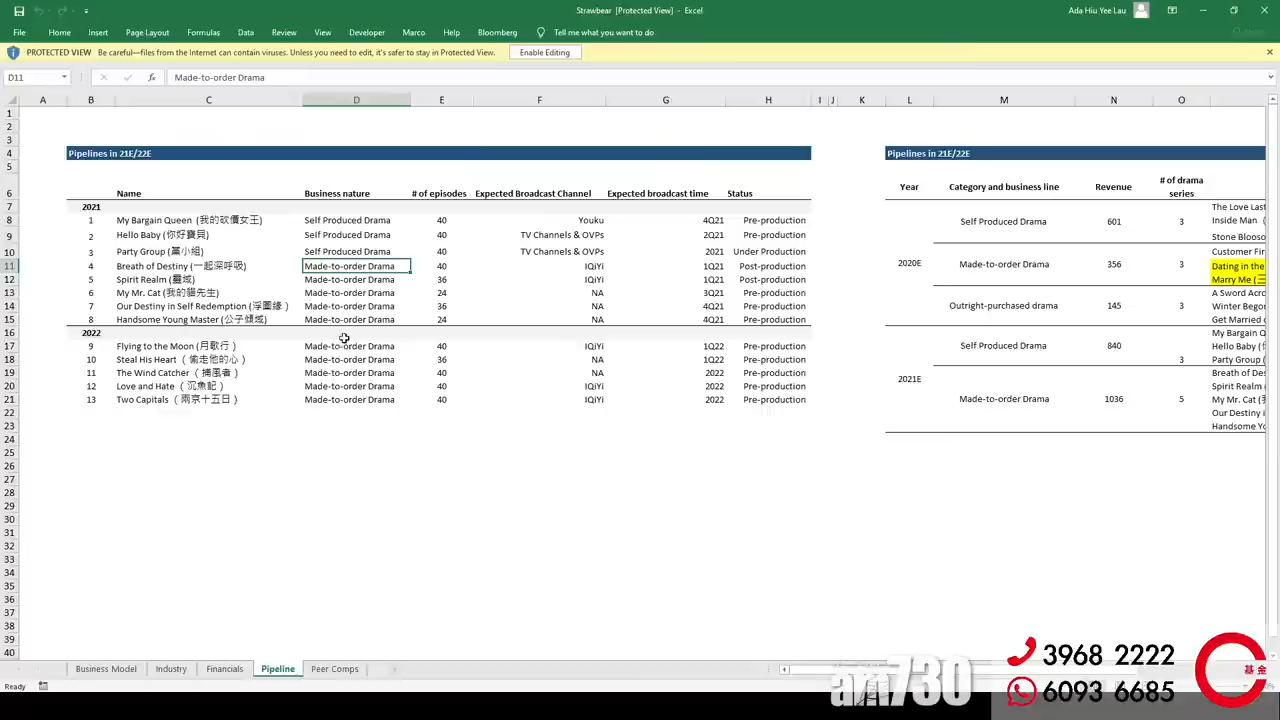 Strawbear [Protected View] - Excel
Ada Hiu Yee Lau
File Home Insert Page Layout Formulas Data Review View Developer Marco Help Bloomberg Tell me what you want to do
PROTECTED VIEW Be careful—files from the Internet can contain viruses. Unless you need to edit, it's safer to stay in Protected View. Enable Editing
D11 Made-to-order Drama
A B C D E F G H I J K L M N O
Pipelines in 21E/22E
Name Business nature # of episodes Expected Broadcast Channel Expected broadcast time Status
2021
1 My Bargain Queen (我的砍價女王) Self Produced Drama 40 Youku 4Q21 Pre-production
2 Hello Baby (你好寶貝) Self Produced Drama 40 TV Channels & OVPs 2Q21 Pre-production
3 Party Group (黨小組) Self Produced Drama 40 TV Channels & OVPs 2021 Under Production
4 Breath of Destiny (一起深呼吸) Made-to-order Drama 40 IQiYi 1Q21 Post-production
5 Spirit Realm (靈域) Made-to-order Drama 36 IQiYi 1Q21 Post-production
6 My Mr. Cat (我的貓先生) Made-to-order Drama 24 NA 3Q21 Pre-production
7 Our Destiny in Self Redemption (浮圖緣 ) Made-to-order Drama 36 NA 4Q21 Pre-production
8 Handsome Young Master (公子傾城) Made-to-order Drama 24 NA 4Q21 Pre-production
2022
9 Flying to the Moon (月歌行 ) Made-to-order Drama 40 IQiYi 1Q22 Pre-production
10 Steal His Heart （ 偷走他的心 ) Made-to-order Drama 36 NA 1Q22 Pre-production
11 The Wind Catcher （ 捕風者 ) Made-to-order Drama 40 NA 2022 Pre-production
12 Love and Hate （ 沉魚記 ) Made-to-order Drama 40 IQiYi 2022 Pre-production
13 Two Capitals （ 兩京十五日 ) Made-to-order Drama 40 IQiYi 2022 Pre-production
Pipelines in 21E/22E
Year Category and business line Revenue # of drama series
2020E
Self Produced Drama 601 3
The Love Last
Inside Man (
Stone Bloosom
Made-to-order Drama 356 3
Customer Fir
Dating in the
Marry Me (三
Outright-purchased drama 145 3
A Sword Acro
Winter Bego
Get Married (
2021E
Self Produced Drama 840 3
My Bargain Q
Hello Baby (
Party Group (
Made-to-order Drama 1036 5
Breath of Des
Spirit Realm (
My Mr. Cat (我
Our Destiny i
Handsome Yo
Business Model Industry Financials Pipeline Peer Comps
Ready
am730
3968 2222
6093 6685
基金